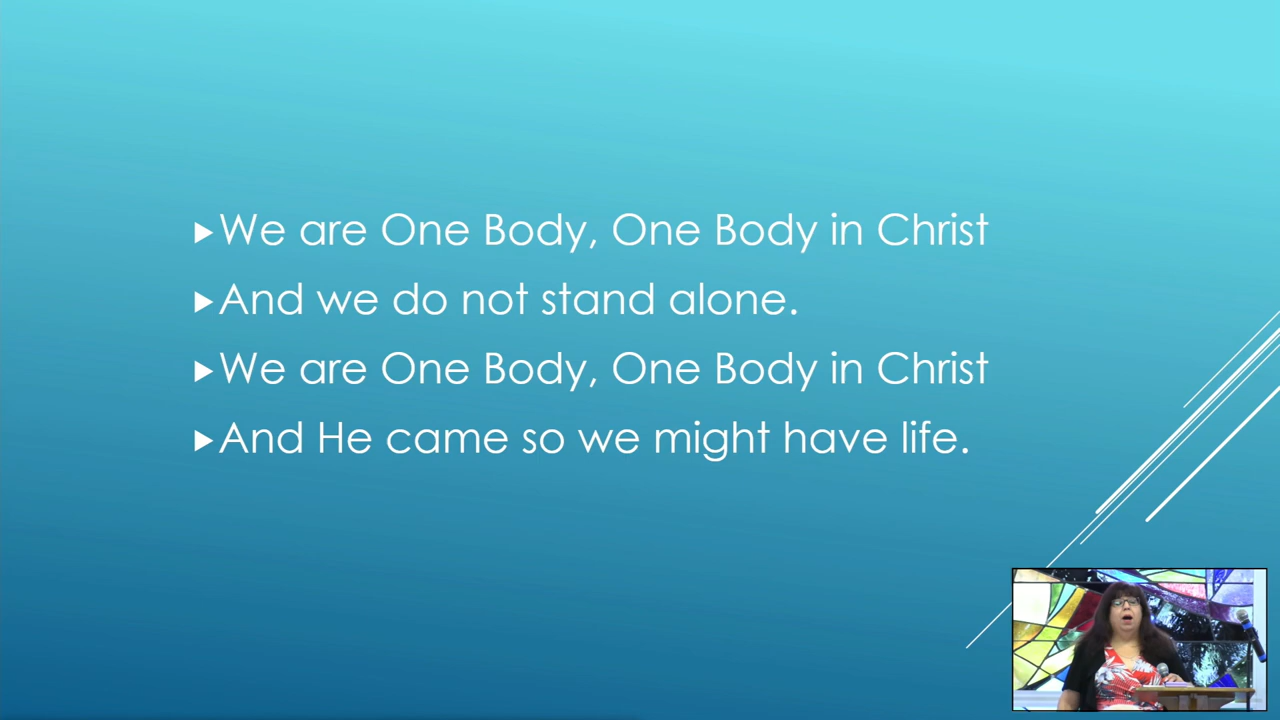 We are One Body, One Body in Christ
And we do not stand alone.
We are One Body, One Body in Christ
And He came so we might have life.